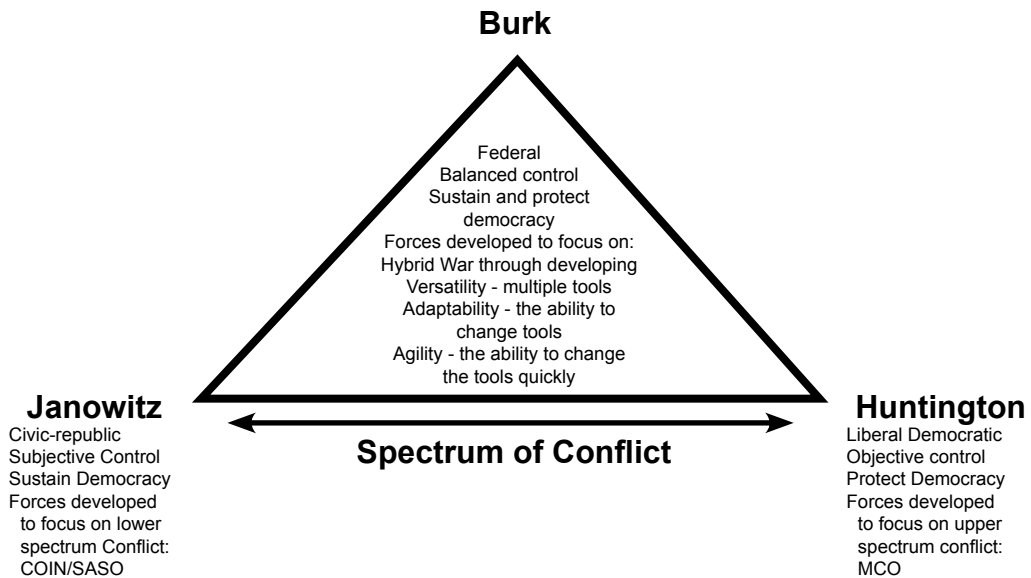 Burk
Federal
Balanced control
Sustain and protect
democracy
Forces developed to focus on:
Hybrid War through developing
Versatility - multiple tools
Adaptability - the ability to
change tools
Agility - the ability to change
the tools quickly
Janowitz
Civic-republic
Subjective Control
Sustain Democracy
Forces developed
to focus on lower
spectrum Conflict:
COIN/SASO
Spectrum of Conflict
Huntington
Liberal Democratic
Objective control
Protect Democracy
Forces developed
to focus on upper
spectrum conflict:
MCO